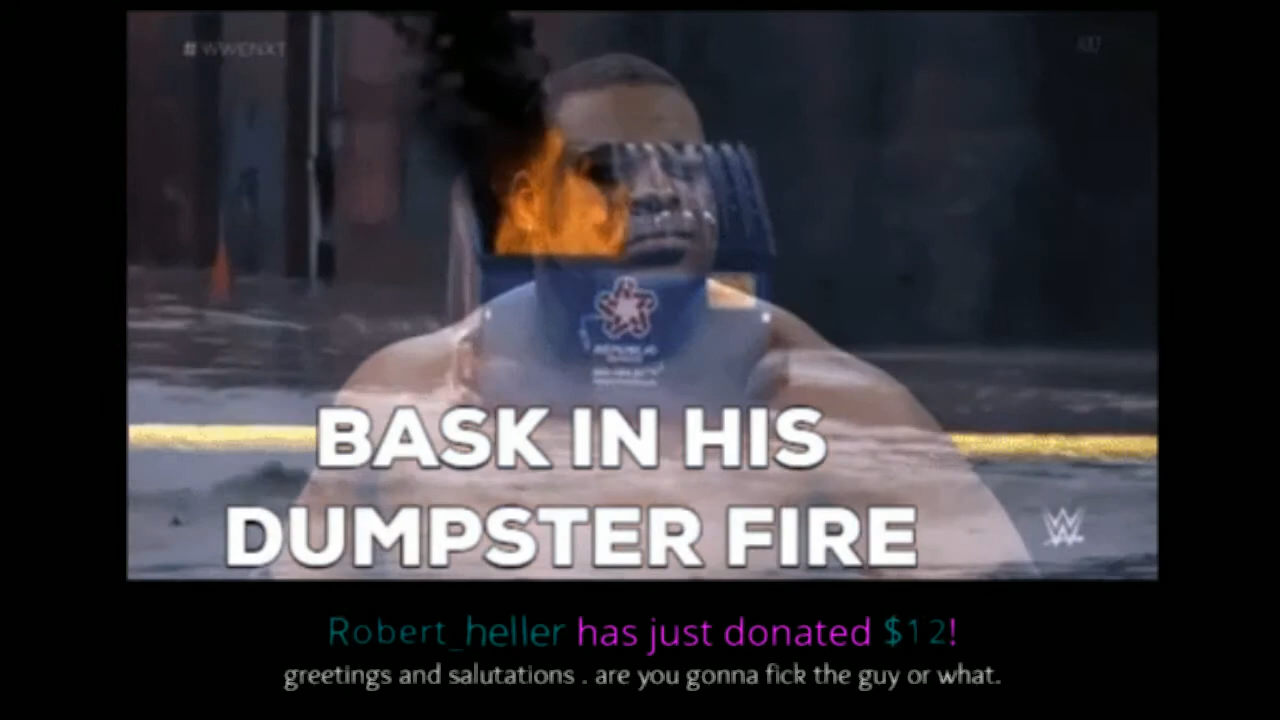 #WWENXT
BASK IN HIS
DUMPSTER FIRE
W
Robert_heller has just donated $12!
greetings and salutations . are you gonna fick the guy or what.